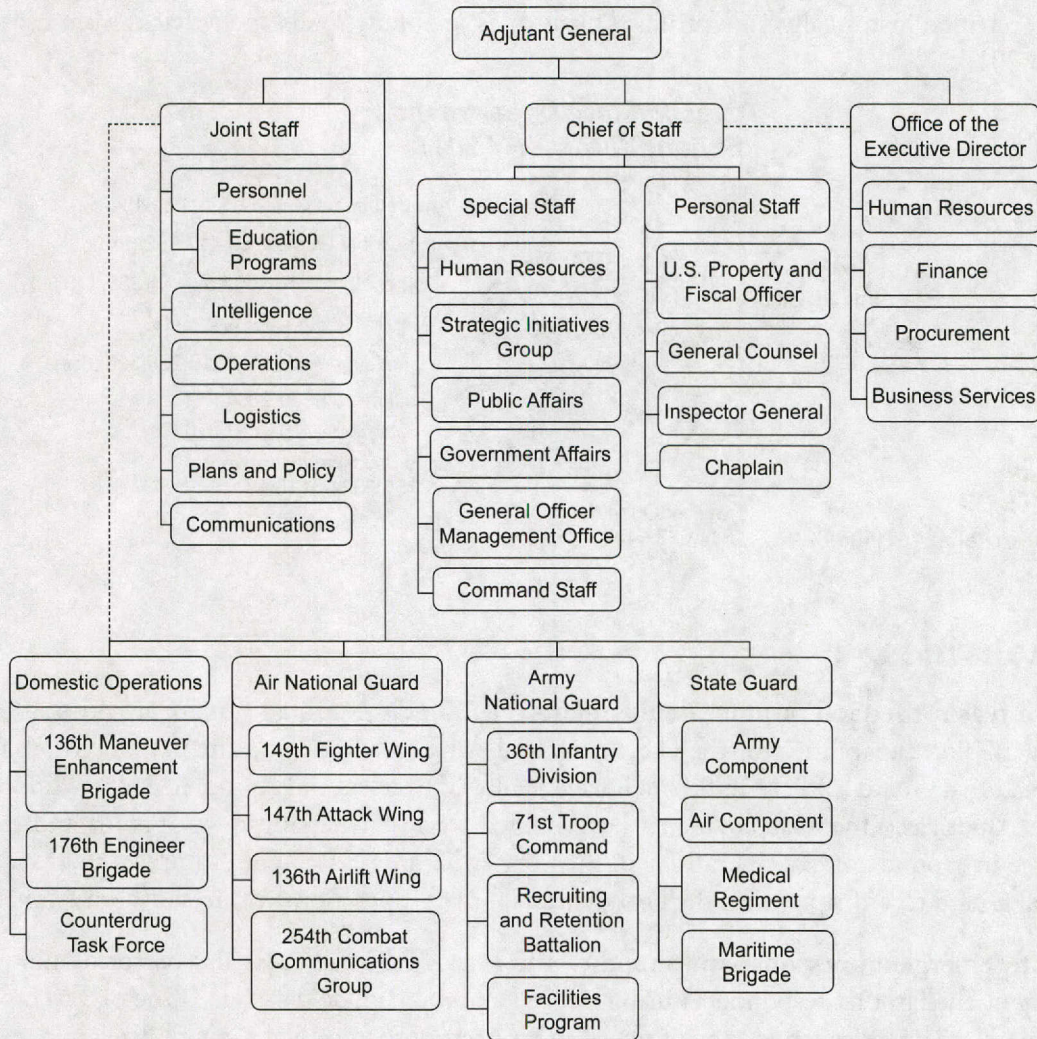 Adjutant General
Joint Staff
Personnel
Education
Programs
Intelligence
Operations
Logistics
Plans and Policy
Communications
Chief of Staff
Special Staff
Human Resources
Strategic Initiatives
Group
Public Affairs
Government Affairs
General Officer
Management Office
Command Staff
Personal Staff
U.S. Property and
Fiscal Officer
General Counsel
Inspector General
Chaplain
Office of the
Executive Director
Human Resources
Finance
Procurement
Business Services
Domestic Operations
136th Maneuver
Enhancement
Brigade
176th Engineer
Brigade
Counterdrug
Task Force
Air National Guard
149th Fighter Wing
147th Attack Wing
136th Airlift Wing
254th Combat
Communications
Group
Army
National Guard
36th Infantry
Division
71st Troop
Command
Recruiting
and Retention
Battalion
Facilities
Program
State Guard
Army
Component
Air Component
Medical
Regiment
Maritime
Brigade